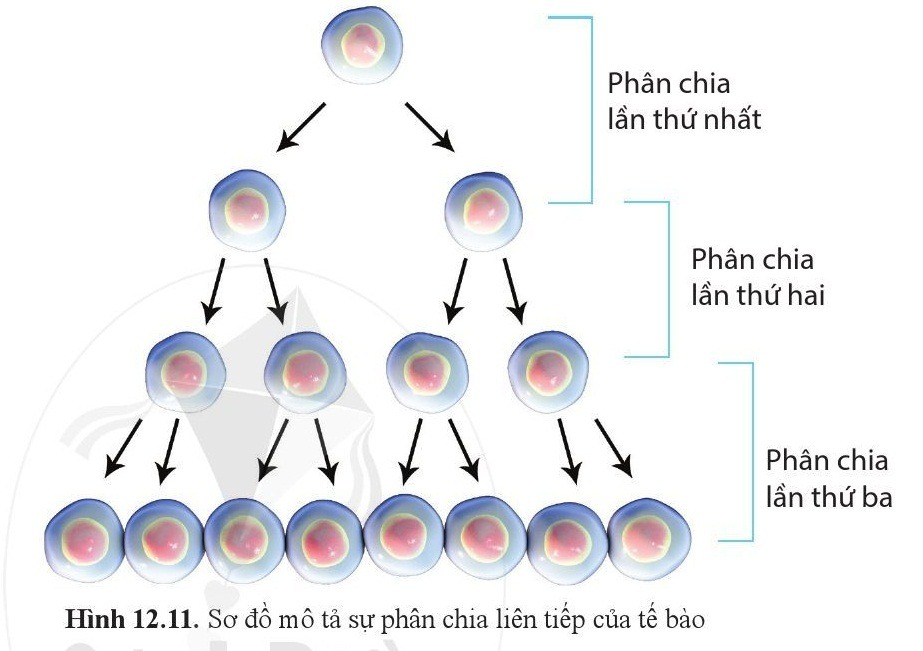 Phân chia
lần thứ nhất
Phân chia
lần thứ hai
Phân chia
lần thứ ba
Hình 12.11. Sơ đồ mô tả sự phân chia liên tiếp của tế bào